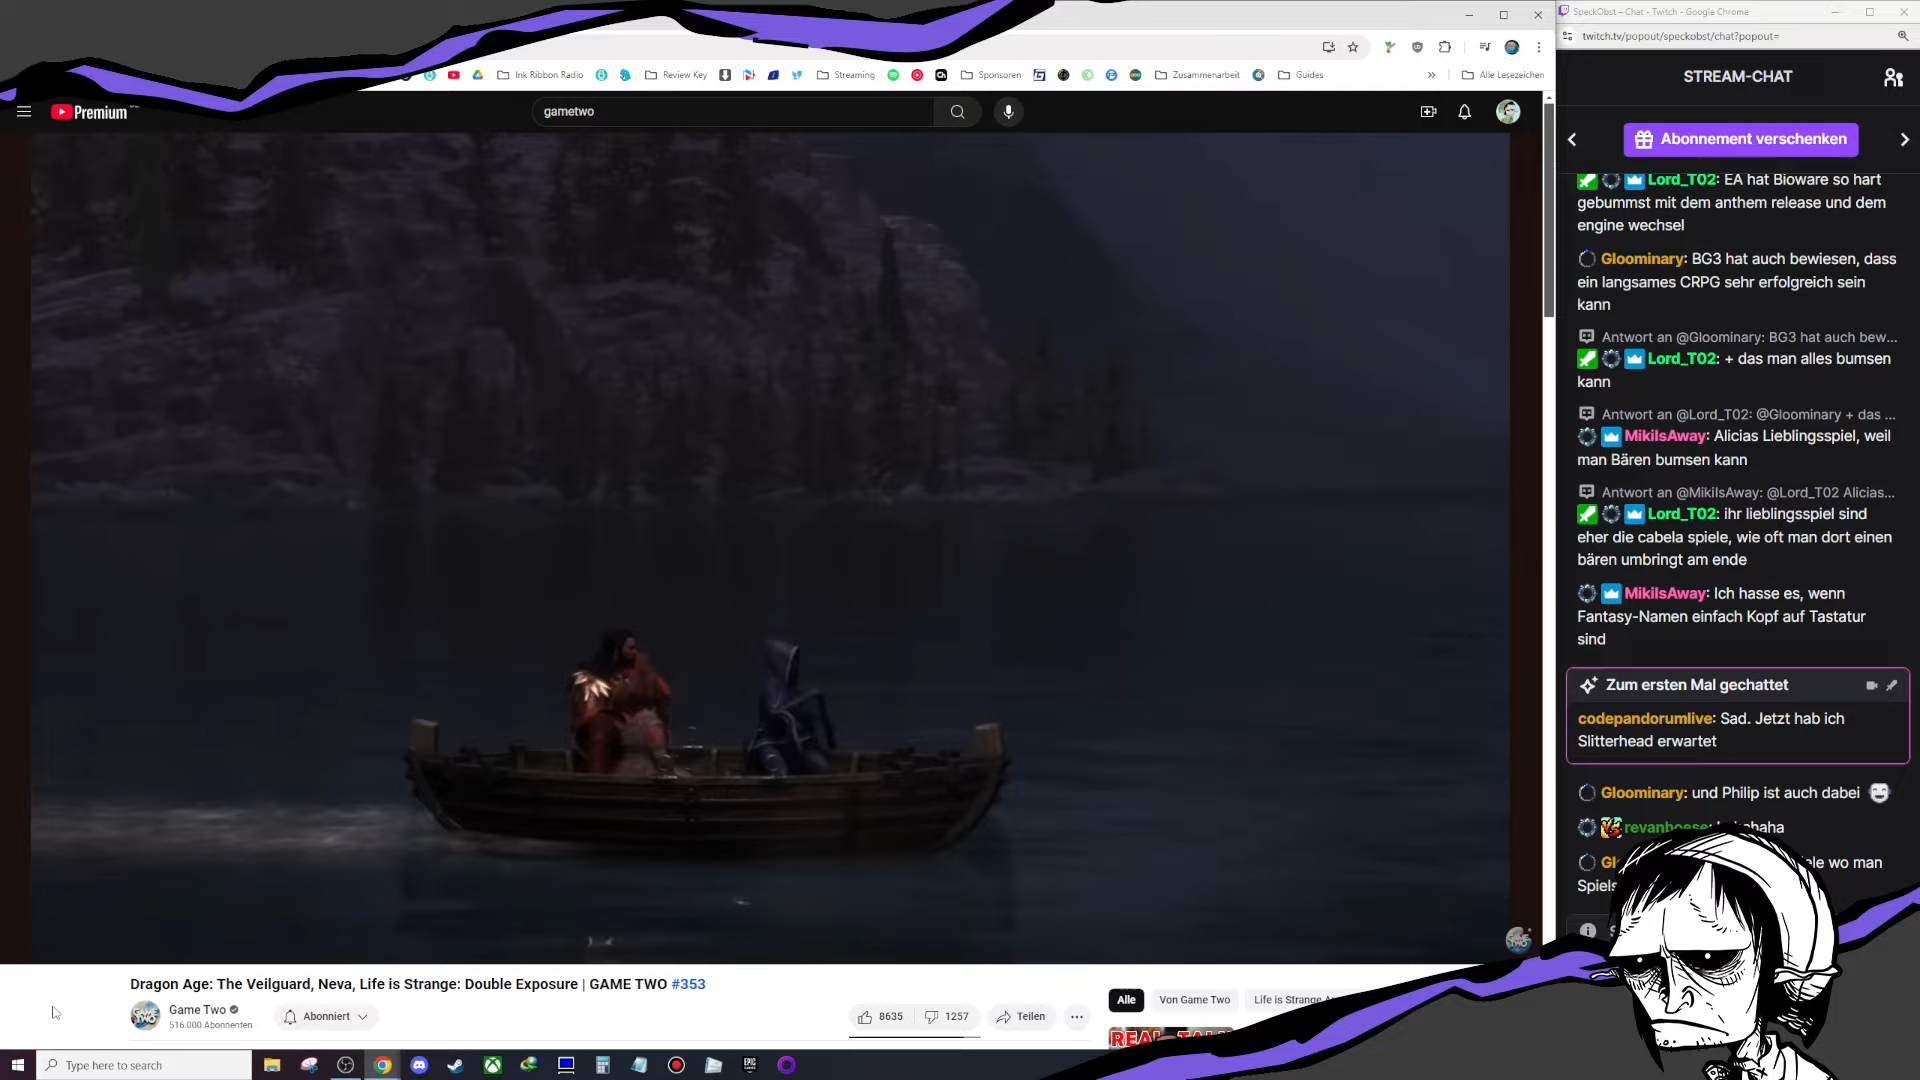 SpeckObst – Chat - Twitch - Google Chrome
twitch.tv/popout/speckobst/chat?popout=
Ink Ribbon Radio
Review Key
Streaming
Sponsoren
Zusammenarbeit
Guides
Alle Lesezeichen
Premium
gametwo
STREAM-CHAT
Abonnement verschenken
Lord_T02: EA hat Bioware so hart
gebummst mit dem anthem release und dem
engine wechsel
Gloominary: BG3 hat auch bewiesen, dass
ein langsames CRPG sehr erfolgreich sein
kann
Antwort an @Gloominary: BG3 hat auch bew...
Lord_T02: + das man alles bumsen
kann
Antwort an @Lord_T02: @Gloominary + das ...
MikilsAway: Alicias Lieblingsspiel, weil
man Bären bumsen kann
Antwort an @MikilsAway: @Lord_T02 Alicias...
Lord_T02: ihr lieblingsspiel sind
eher die cabela spiele, wie oft man dort einen
bären umbringt am ende
MikilsAway: Ich hasse es, wenn
Fantasy-Namen einfach Kopf auf Tastatur
sind
Zum ersten Mal gechattet
codepandorumlive: Sad. Jetzt hab ich
Slitterhead erwartet
Gloominary: und Philip ist auch dabei
revanboese:
wo man
Dragon Age: The Veilguard, Neva, Life is Strange: Double Exposure | GAME TWO #353
Game Two
516.000 Abonnenten
Abonniert
8635
1257
Teilen
Alle
Von Game Two
Life is Strange
Type here to search